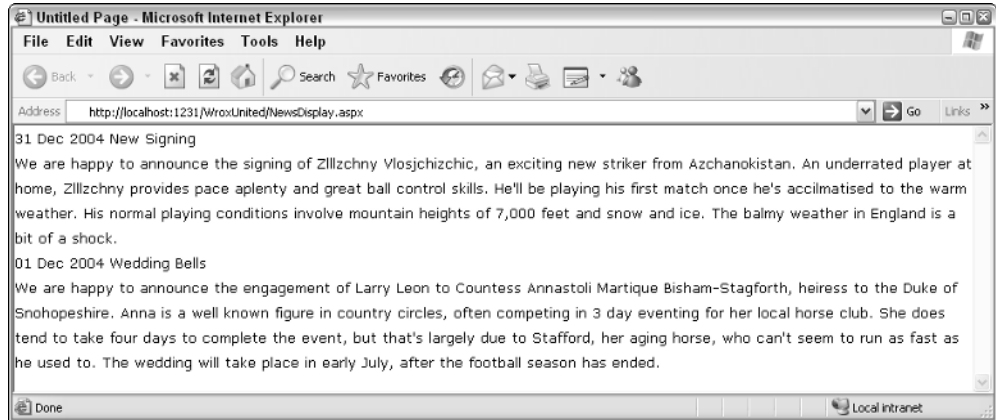 Untitled Page - Microsoft Internet Explorer
File Edit View Favorites Tools Help
Back Search Favorites
Address http://localhost:1231/WroxUnited/NewsDisplay.aspx Go Links »
31 Dec 2004 New Signing
We are happy to announce the signing of Zlllzchny Vlosjchizchic, an exciting new striker from Azchanokistan. An underrated player at
home, Zlllzchny provides pace aplenty and great ball control skills. He'll be playing his first match once he's accilmatised to the warm
weather. His normal playing conditions involve mountain heights of 7,000 feet and snow and ice. The balmy weather in England is a
bit of a shock.
01 Dec 2004 Wedding Bells
We are happy to announce the engagement of Larry Leon to Countess Annastoli Martique Bisham-Stagforth, heiress to the Duke of
Snohopeshire. Anna is a well known figure in country circles, often competing in 3 day eventing for her local horse club. She does
tend to take four days to complete the event, but that's largely due to Stafford, her aging horse, who can't seem to run as fast as
he used to. The wedding will take place in early July, after the football season has ended.
Done Local intranet